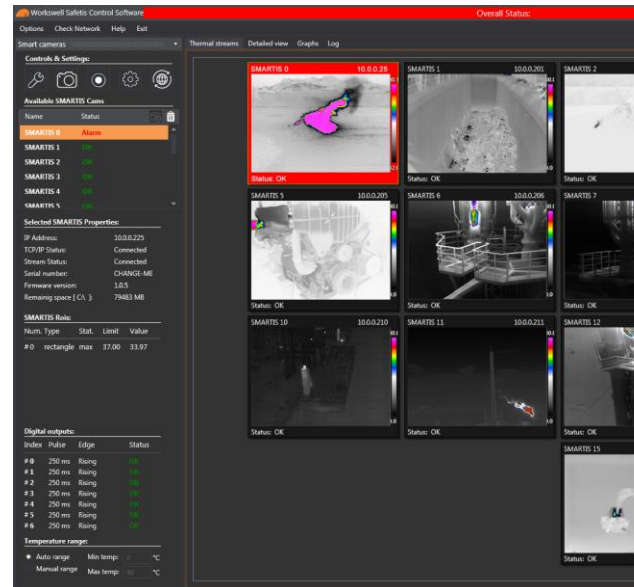 Workswell Safetis Control Software
Overall Status:
Options Check Network Help Exit
Smart cameras
Thermal streams Detailed view Graphs Log
Controls & Settings:
Available SMARTIS Cams
Name Status
SMARTIS 0 Alarm
SMARTIS 1 OK
SMARTIS 2 OK
SMARTIS 3 OK
SMARTIS 4 OK
SMARTIS 5 OK
Selected SMARTIS Properties:
IP Address: 10.0.0.225
TCP/IP Status: Connected
Stream Status: Connected
Serial number: CHANGE-ME
Firmware version: 1.0.5
Remainig space [ C:\ ]: 79483 MB
SMARTIS Rois:
Num. Type Stat. Limit Value
#0 rectangle max 37.00 33.97
Digital outputs:
Index Pulse Edge Status
# 0 250 ms Rising OK
# 1 250 ms Rising OK
# 2 250 ms Rising OK
# 3 250 ms Rising OK
# 4 250 ms Rising OK
# 5 250 ms Rising OK
# 6 250 ms Rising OK
Temperature range:
Auto range Min temp: 0 °C
Manual range Max temp: 40 °C
SMARTIS 0 10.0.0.26
Status: OK
SMARTIS 1 10.0.0.201
Status: OK
SMARTIS 2
Status: OK
SMARTIS 5 10.0.0.205
Status: OK
SMARTIS 6 10.0.0.206
Status: OK
SMARTIS 7
Status: OK
SMARTIS 10 10.0.0.210
Status: OK
SMARTIS 11 10.0.0.211
Status: OK
SMARTIS 12
Status: OK
SMARTIS 15
Status: OK